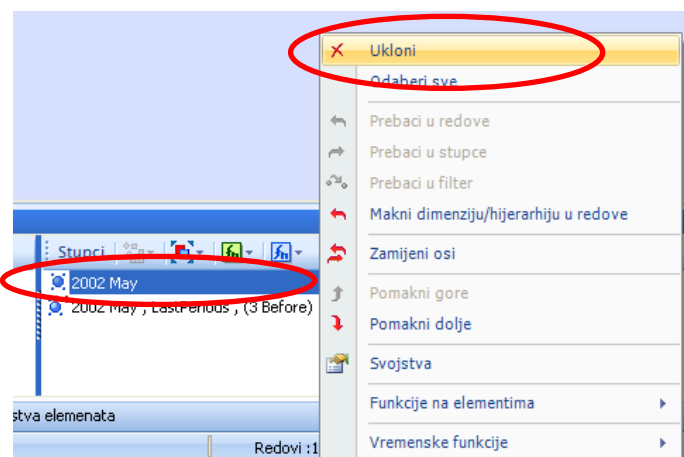 Ukloni
Odaberi sve
Prebaci u redove
Prebaci u stupce
Prebaci u filter
Makni dimenziju/hijerarhiju u redove
Zamijeni osi
Pomakni gore
Pomakni dolje
Svojstva
Funkcije na elementima
Vremenske funkcije
Stupci
2002 May
2002 May , LastPeriods , (3 Before)
stva elemenata
Redovi :1